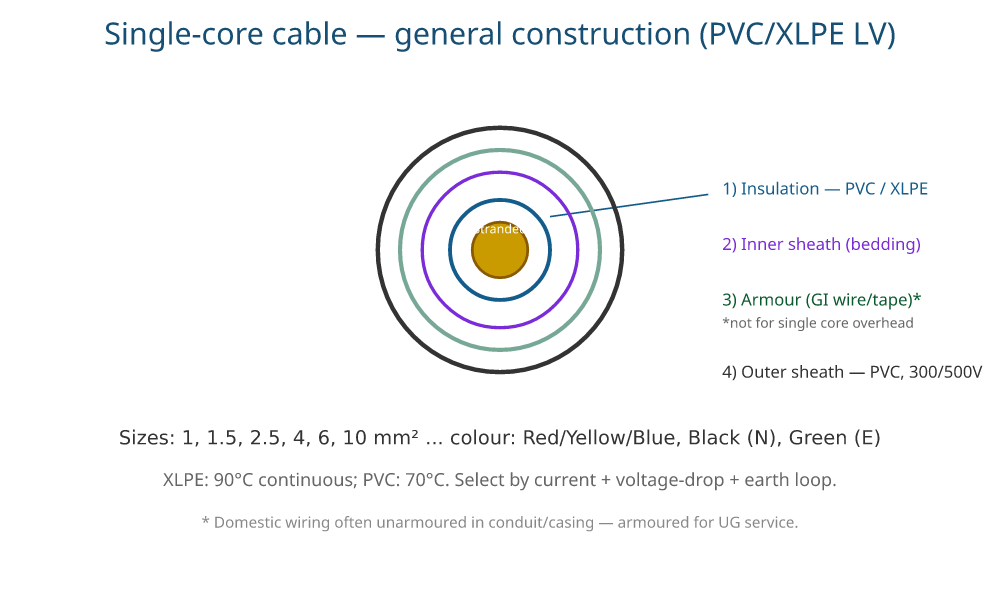 Single-core cable — general construction (PVC/XLPE LV)
Stranded
1) Insulation — PVC / XLPE
2) Inner sheath (bedding)
3) Armour (GI wire/tape)*
*not for single core overhead
4) Outer sheath — PVC, 300/500V
Sizes: 1, 1.5, 2.5, 4, 6, 10 mm² ... colour: Red/Yellow/Blue, Black (N), Green (E)
XLPE: 90°C continuous; PVC: 70°C. Select by current + voltage-drop + earth loop.
* Domestic wiring often unarmoured in conduit/casing — armoured for UG service.